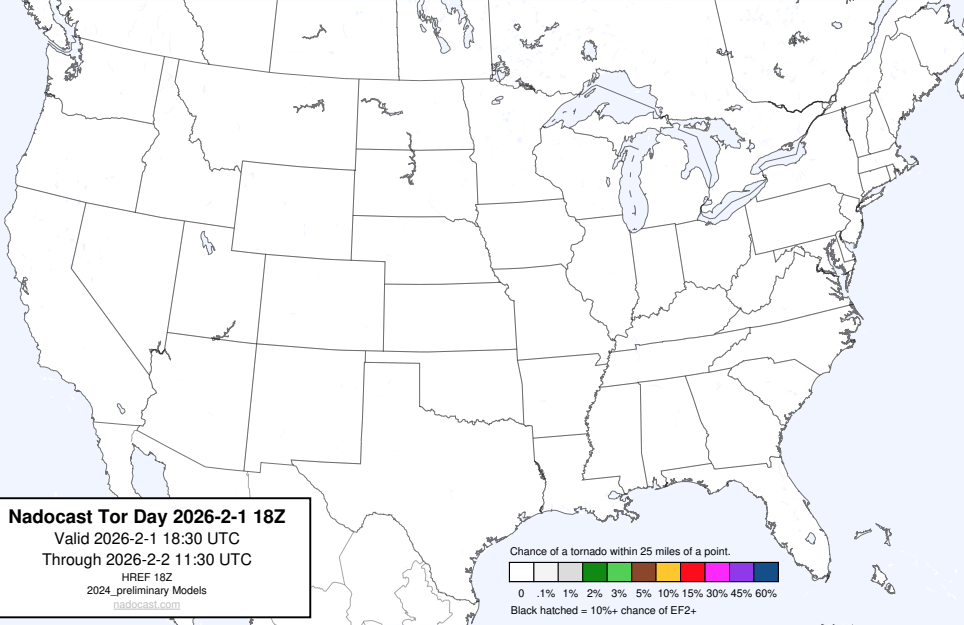 Nadocast Tor Day 2026-2-1 18Z
Valid 2026-2-1 18:30 UTC
Through 2026-2-2 11:30 UTC
HREF 18Z
2024_preliminary Models
nadocast.com
Chance of a tornado within 25 miles of a point.
0 .1% 1% 2% 3% 5% 10% 15% 30% 45% 60%
Black hatched = 10%+ chance of EF2+